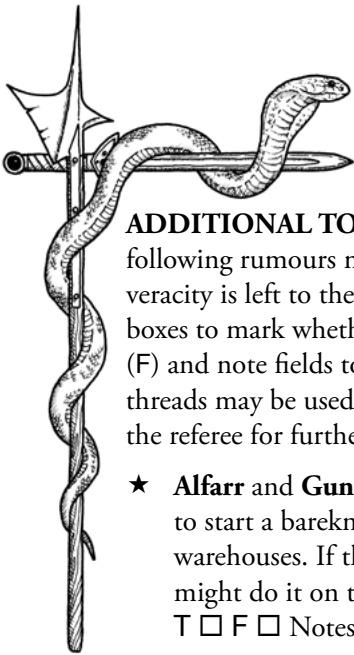 ADDITIONAL TO
following rumours
veracity is left to the
boxes to mark wheth
(F) and note fields to
threads may be used
the referee for furthe
★ Alfarr and Gun
to start a barekn
warehouses. If th
might do it on t
T □ F □ Notes